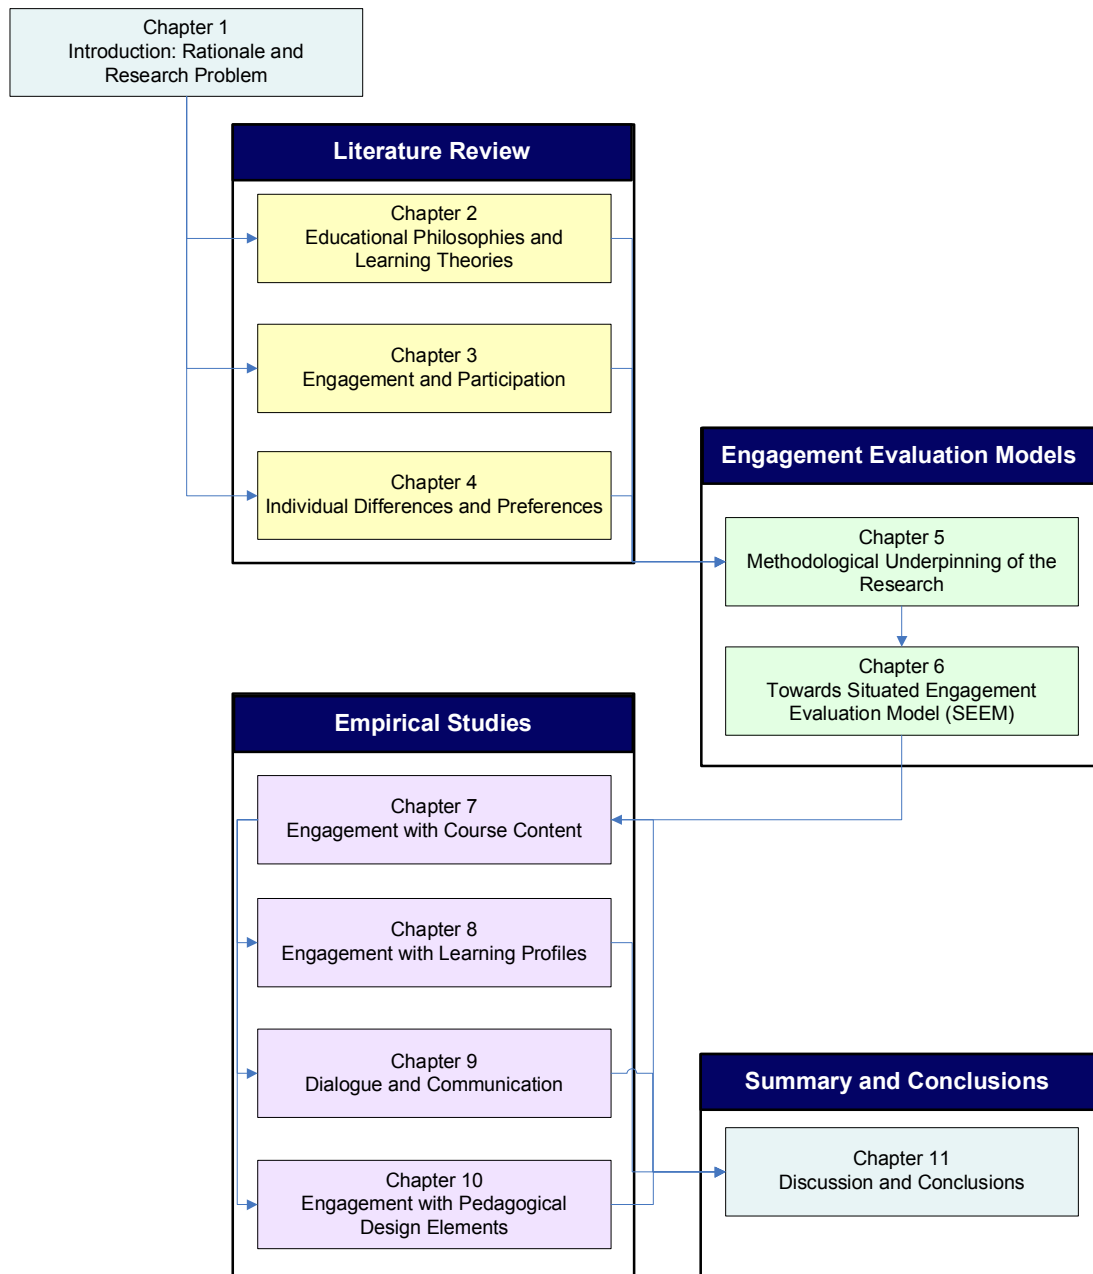 Chapter 1
Introduction: Rationale and
Research Problem
Literature Review
Chapter 2
Educational Philosophies and
Learning Theories
Chapter 3
Engagement and Participation
Chapter 4
Individual Differences and Preferences
Engagement Evaluation Models
Chapter 5
Methodological Underpinning of the
Research
Chapter 6
Towards Situated Engagement
Evaluation Model (SEEM)
Empirical Studies
Chapter 7
Engagement with Course Content
Chapter 8
Engagement with Learning Profiles
Chapter 9
Dialogue and Communication
Chapter 10
Engagement with Pedagogical
Design Elements
Summary and Conclusions
Chapter 11
Discussion and Conclusions